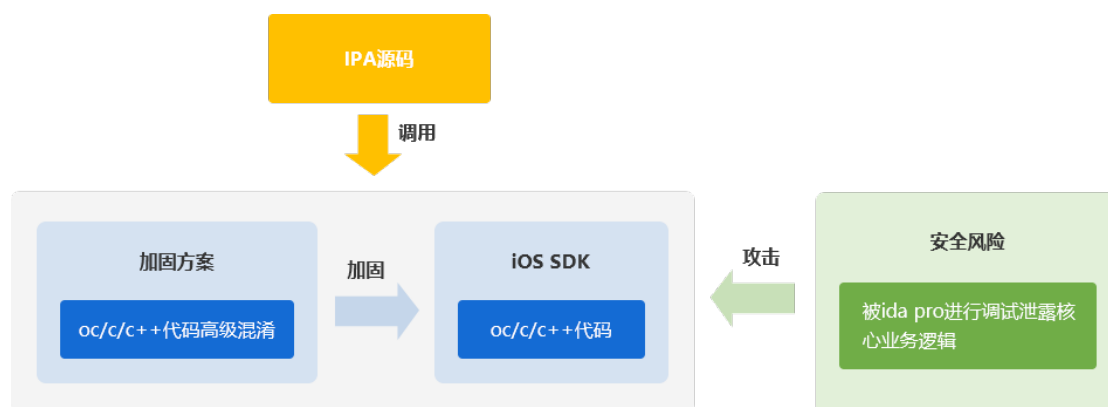 IPA源码
调用
加固方案
oc/c/c++代码高级混淆
加固
iOS SDK
oc/c/c++代码
攻击
安全风险
被ida pro进行调试泄露核
心业务逻辑